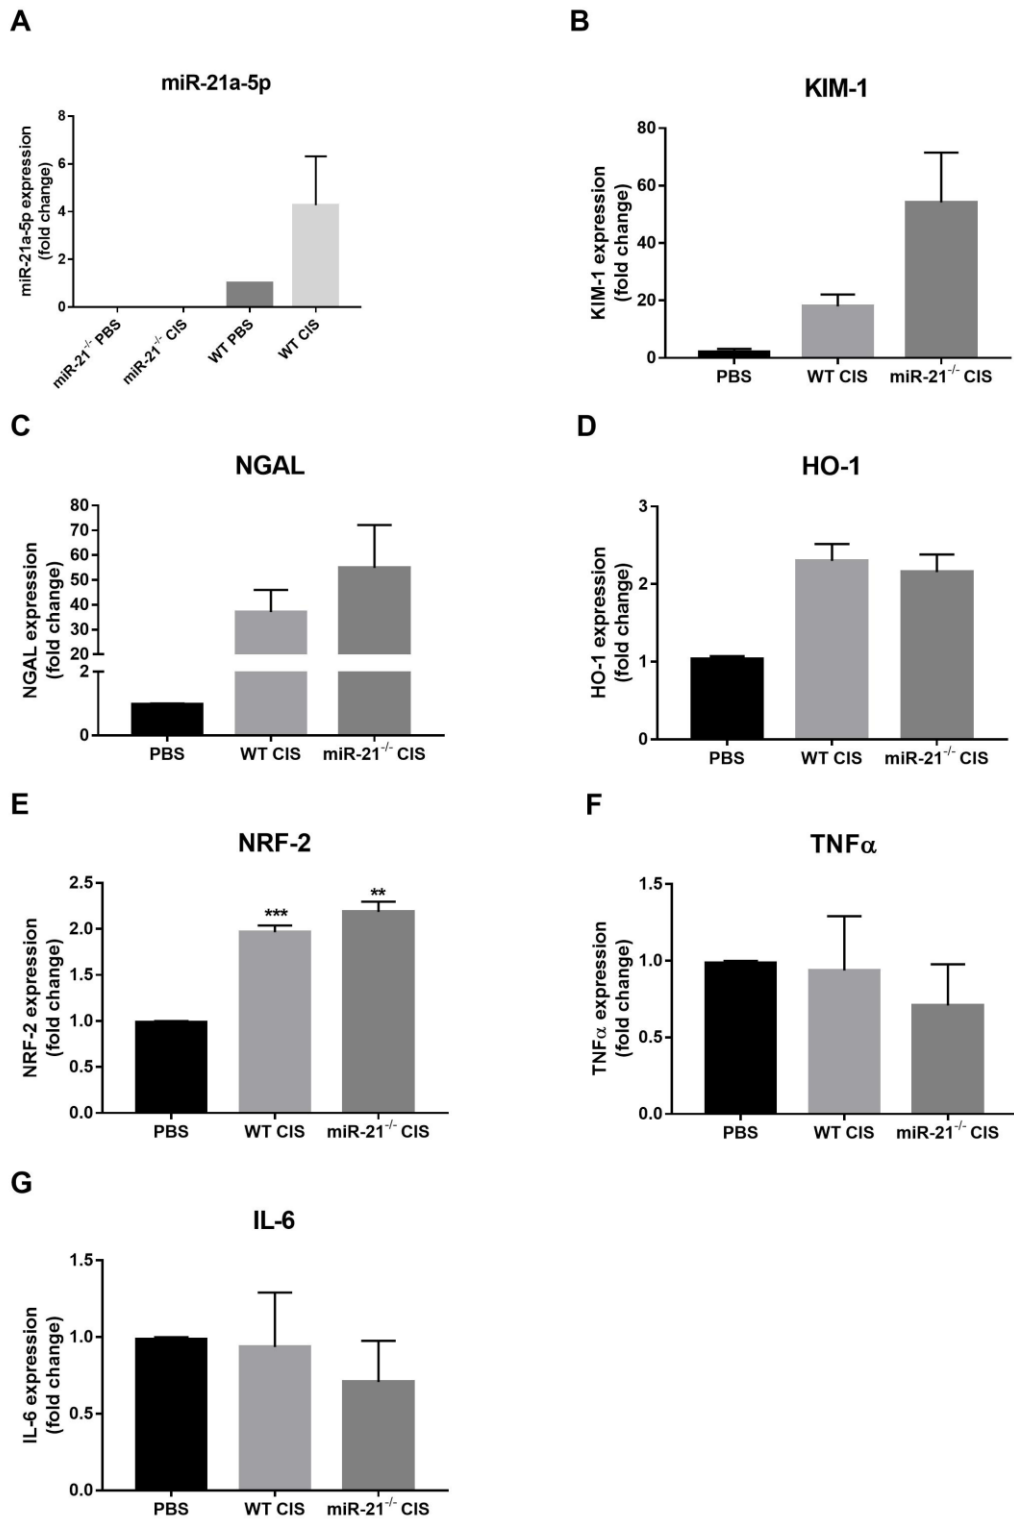 A
miR-21a-5p
miR-21a-5p expression
(fold change)
8
6
4
2
0
miR-21-/- PBS
miR-21-/- CIS
WT PBS
WT CIS
B
KIM-1
KIM-1 expression
(fold change)
80
60
40
20
0
PBS WT CIS miR-21-/- CIS
C
NGAL
NGAL expression
(fold change)
80
70
60
50
40
30
20
2
0
PBS WT CIS miR-21-/- CIS
D
HO-1
HO-1 expression
(fold change)
3
2
1
0
PBS WT CIS miR-21-/- CIS
E
NRF-2
NRF-2 expression
(fold change)
2.5
2.0
1.5
1.0
0.5
0.0
***
**
PBS WT CIS miR-21-/- CIS
F
TNFα
TNFα expression
(fold change)
1.5
1.0
0.5
0.0
PBS WT CIS miR-21-/- CIS
G
IL-6
IL-6 expression
(fold change)
1.5
1.0
0.5
0.0
PBS WT CIS miR-21-/- CIS